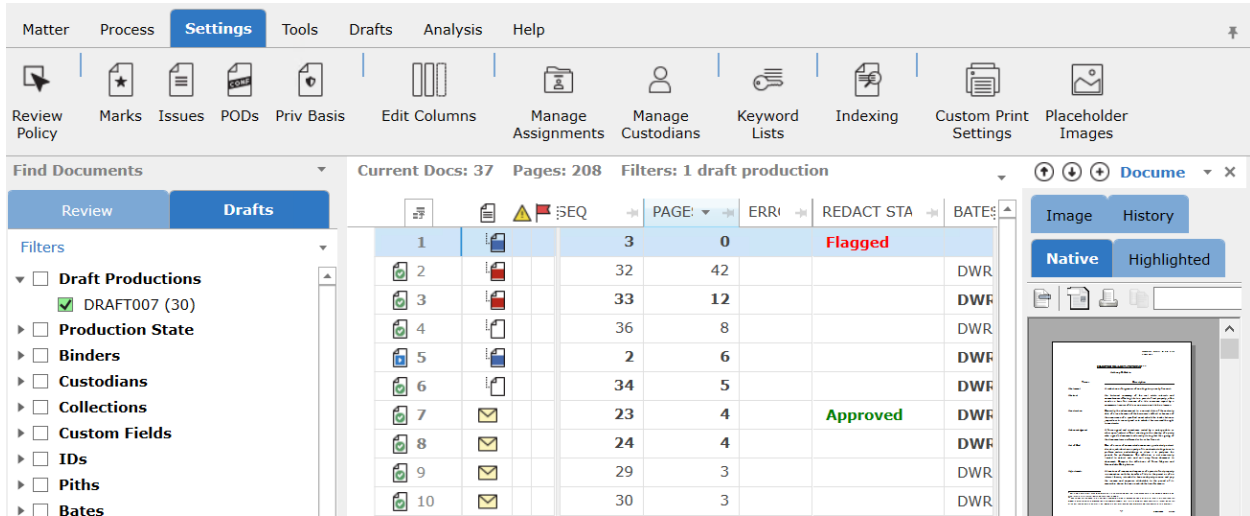 Matter Process Settings Tools Drafts Analysis Help
Review Policy Marks Issues PODs Priv Basis Edit Columns Manage Assignments Manage Custodians Keyword Lists Indexing Custom Print Settings Placeholder Images
CONF
Find Documents
Current Docs: 37 Pages: 208 Filters: 1 draft production
Docume
Review Drafts
SEQ PAGE: ERR( REDACT STA BATES
Image History
Filters
Native Highlighted
Draft Productions
DRAFT007 (30)
Production State
Binders
Custodians
Collections
Custom Fields
IDs
Piths
Bates
1 3 0 Flagged
2 32 42 DWR
3 33 12 DWR
4 36 8 DWR
5 2 6 DWR
6 34 5 DWR
7 23 4 Approved DWR
8 24 4 DWR
9 29 3 DWR
10 30 3 DWR